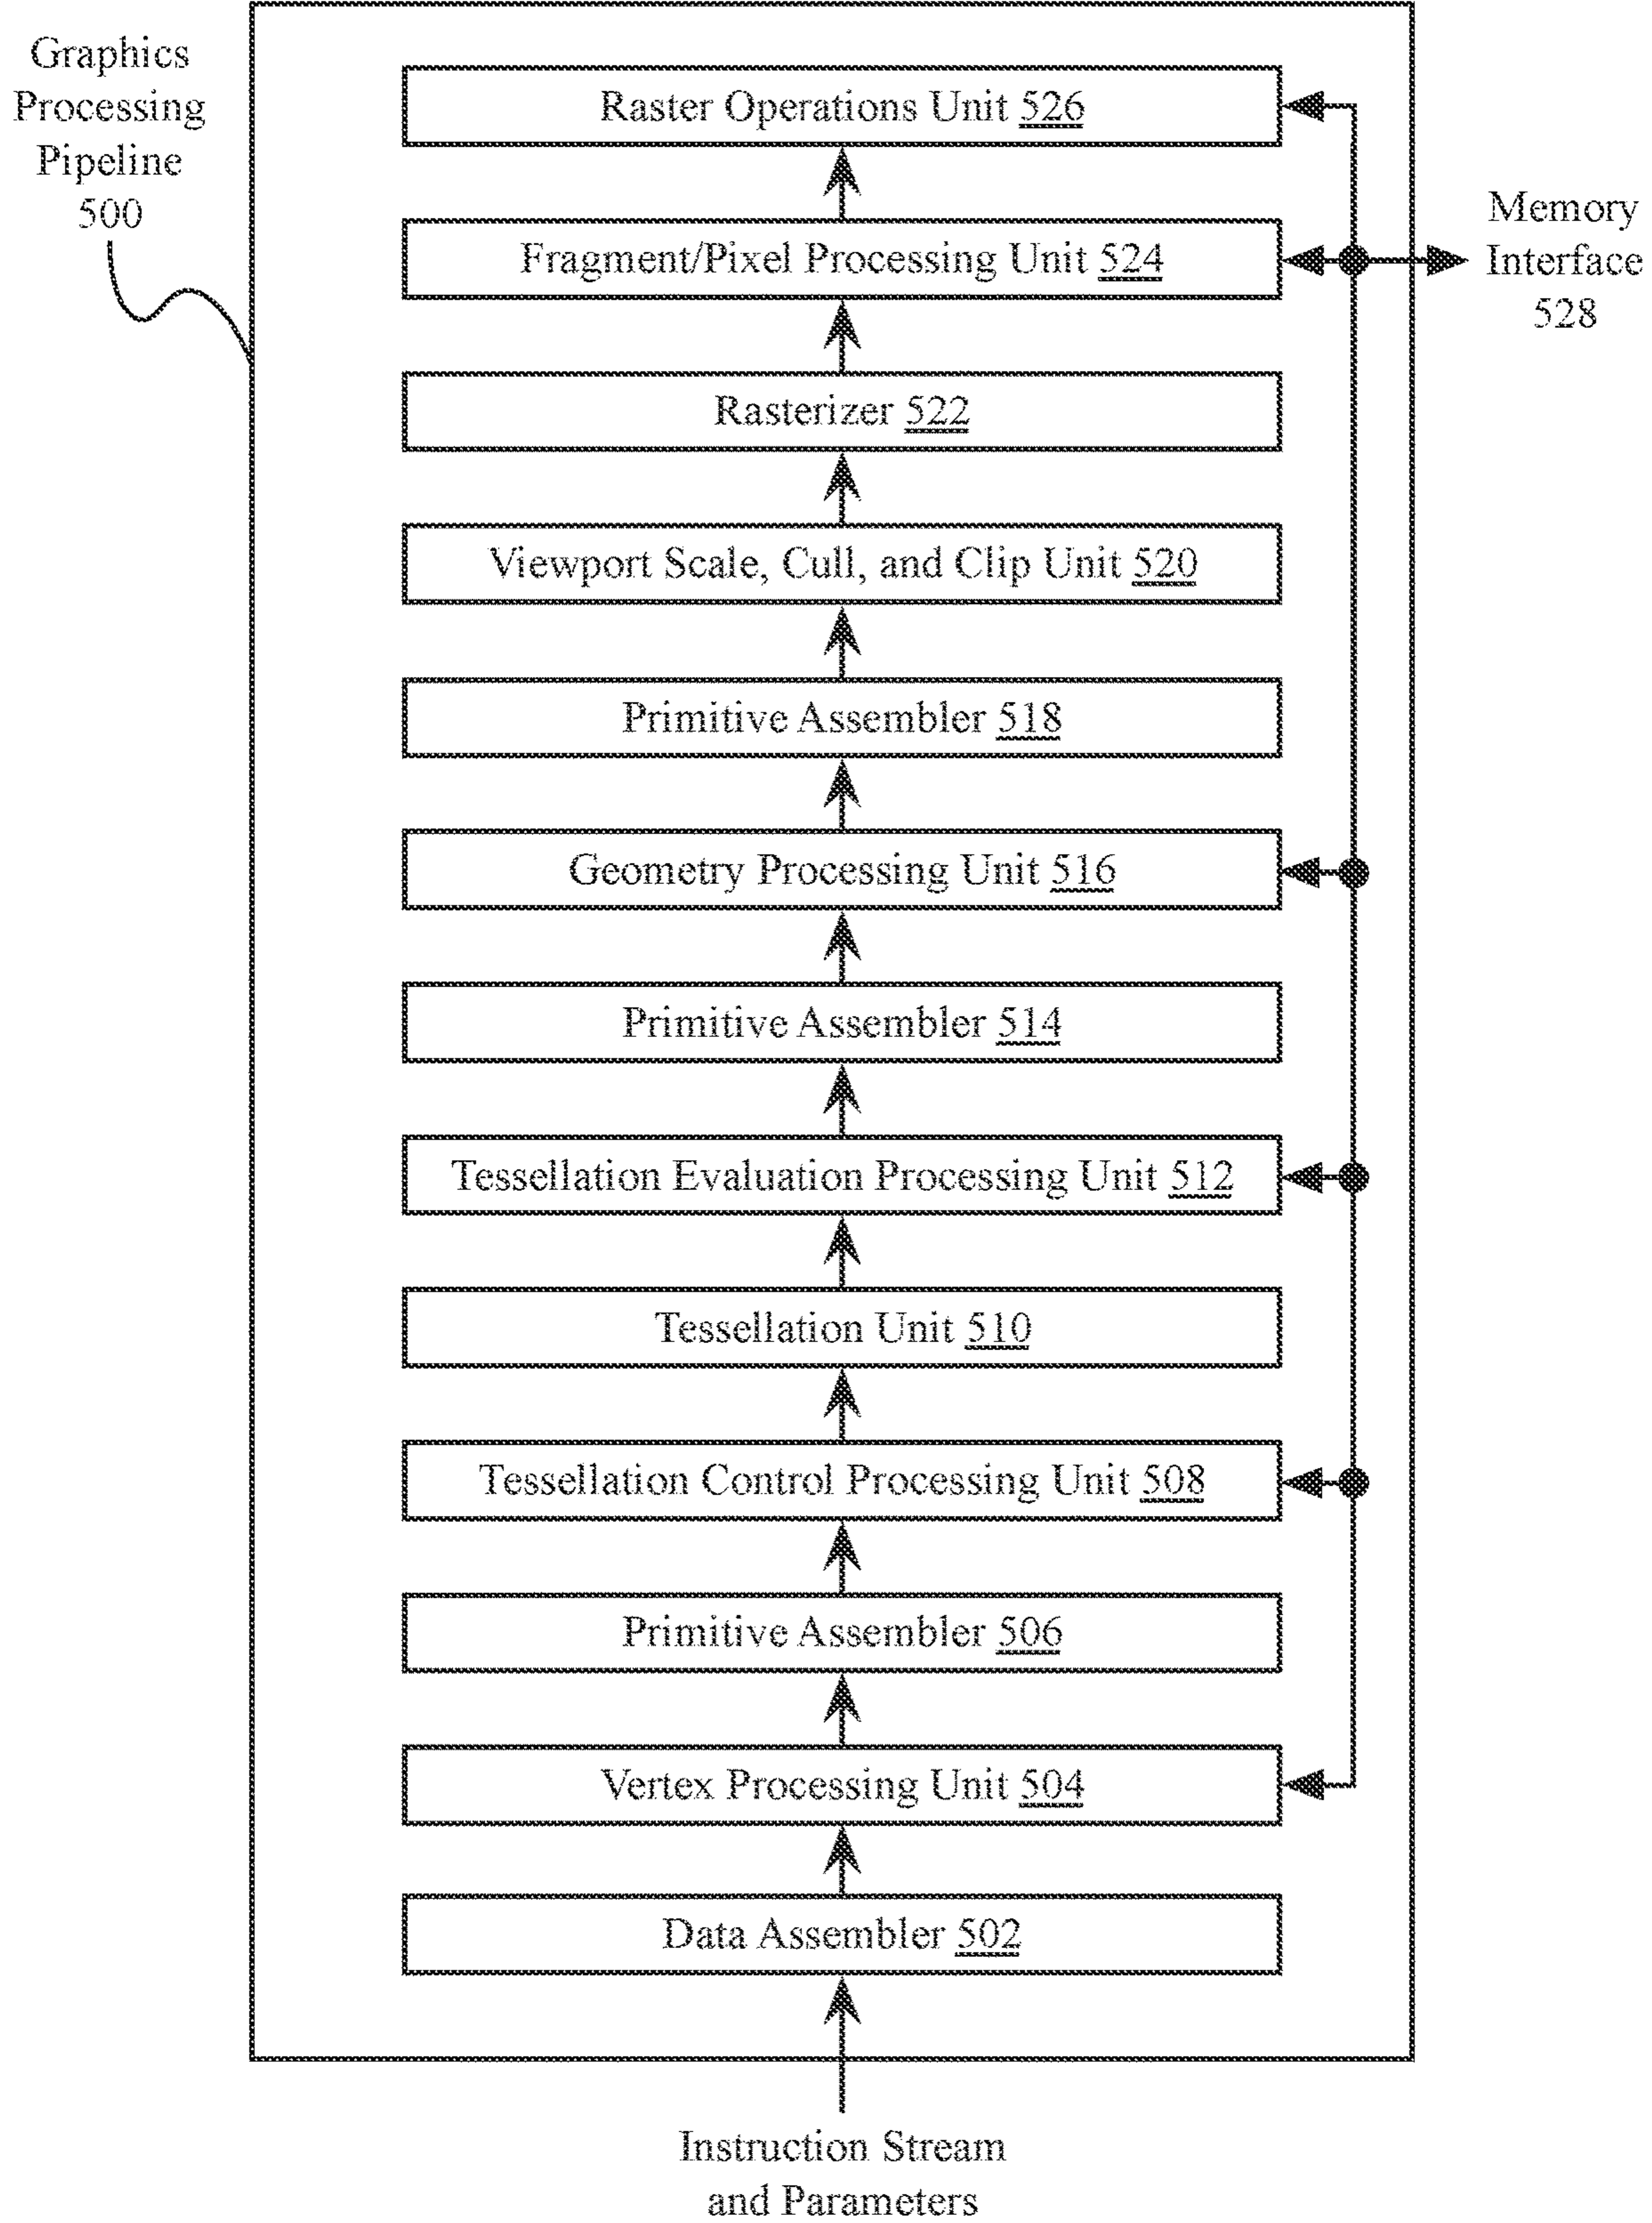 Graphics
Processing
Pipeline
500
Raster Operations Unit 526
Fragment/Pixel Processing Unit 524
Memory
Interface
528
Rasterizer 522
Viewport Scale, Cull, and Clip Unit 520
Primitive Assembler 518
Geometry Processing Unit 516
Primitive Assembler 514
Tessellation Evaluation Processing Unit 512
Tessellation Unit 510
Tessellation Control Processing Unit 508
Primitive Assembler 506
Vertex Processing Unit 504
Data Assembler 502
Instruction Stream
and Parameters